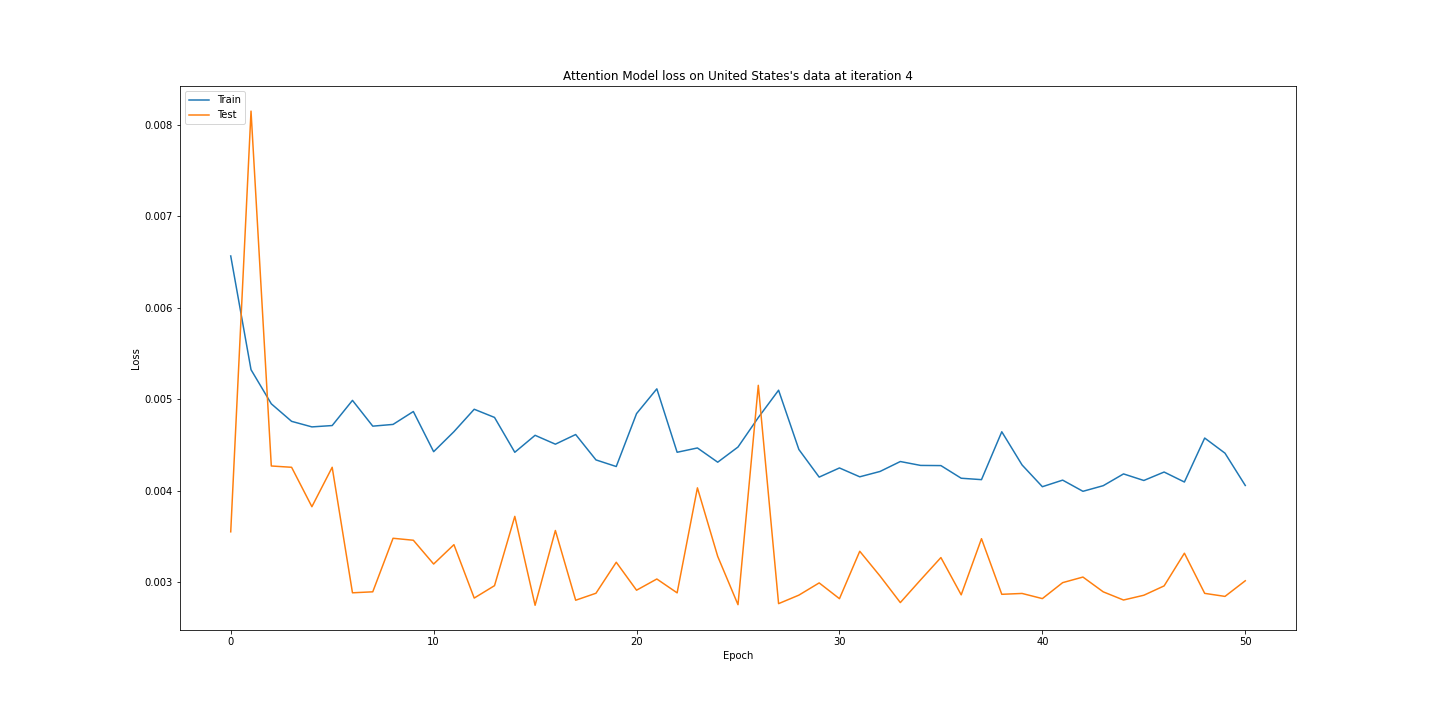 Attention Model loss on United States's data at iteration 4
Train
Test
0.008
0.007
0.006
0.005
0.004
0.003
Loss
0 10 20 30 40 50
Epoch